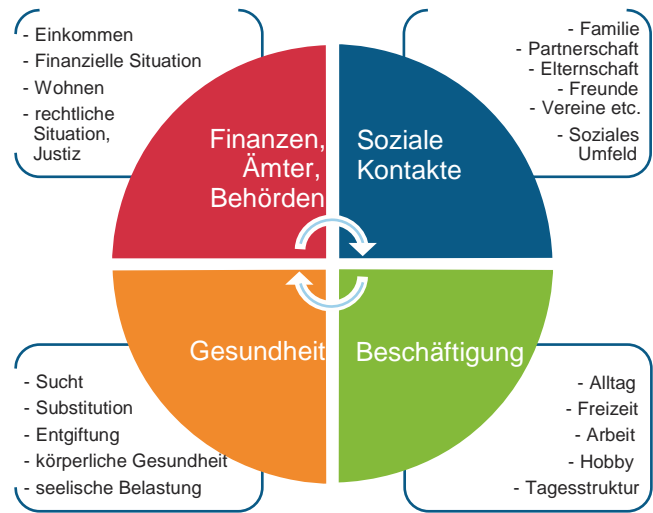 - Einkommen
- Finanzielle Situation
- Wohnen
- rechtliche
Situation,
Justiz
- Familie
- Partnerschaft
- Elternschaft
- Freunde
- Vereine etc.
- Soziales
Umfeld
Finanzen,
Ämter,
Behörden
Soziale
Kontakte
Gesundheit
Beschäftigung
- Sucht
- Substitution
- Entgiftung
- körperliche Gesundheit
- seelische Belastung
- Alltag
- Freizeit
- Arbeit
- Hobby
- Tagesstruktur